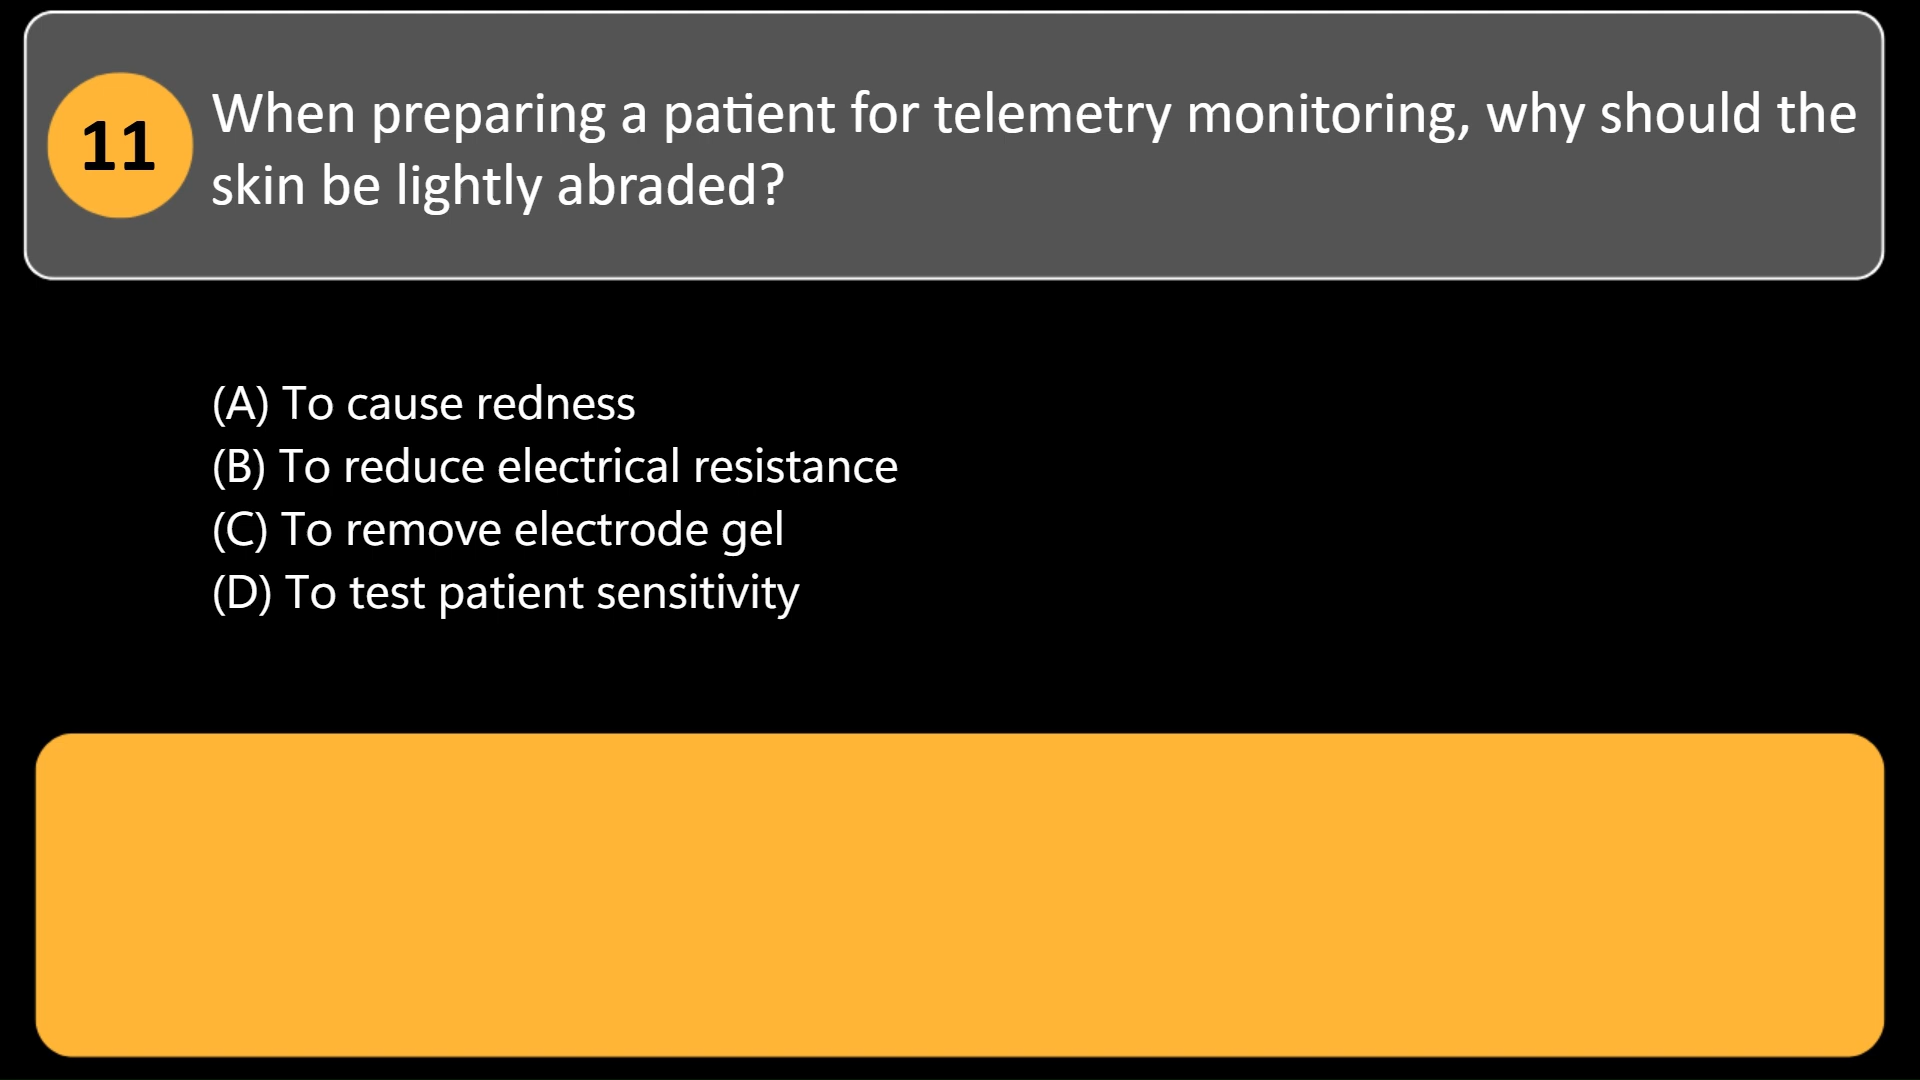 11
When preparing a patient for telemetry monitoring, why should the
skin be lightly abraded?
(A) To cause redness
(B) To reduce electrical resistance
(C) To remove electrode gel
(D) To test patient sensitivity